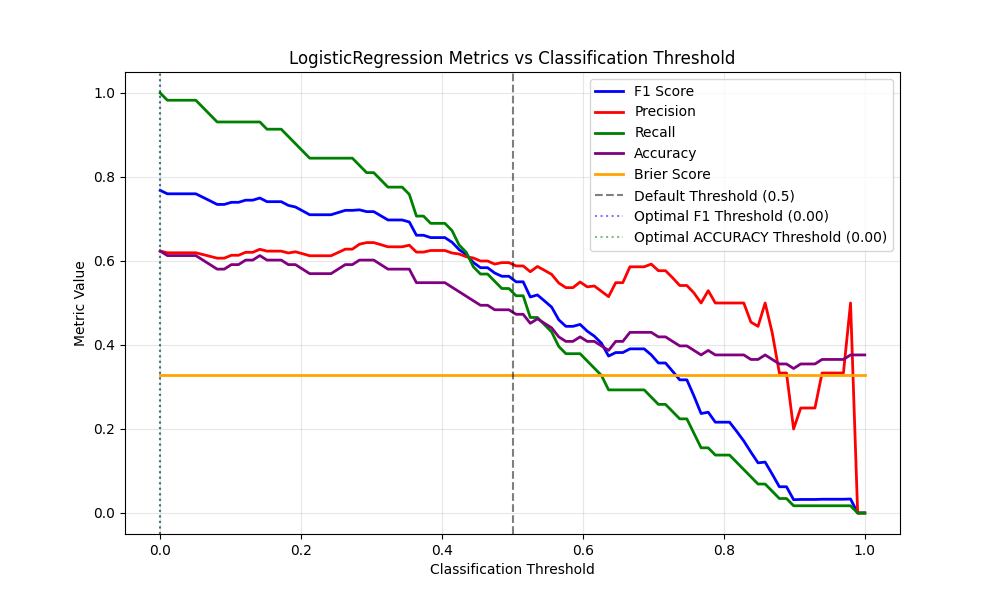 LogisticRegression Metrics vs Classification Threshold
Metric Value
1.0
0.8
0.6
0.4
0.2
0.0
F1 Score
Precision
Recall
Accuracy
Brier Score
Default Threshold (0.5)
Optimal F1 Threshold (0.00)
Optimal ACCURACY Threshold (0.00)
0.0 0.2 0.4 0.6 0.8 1.0
Classification Threshold